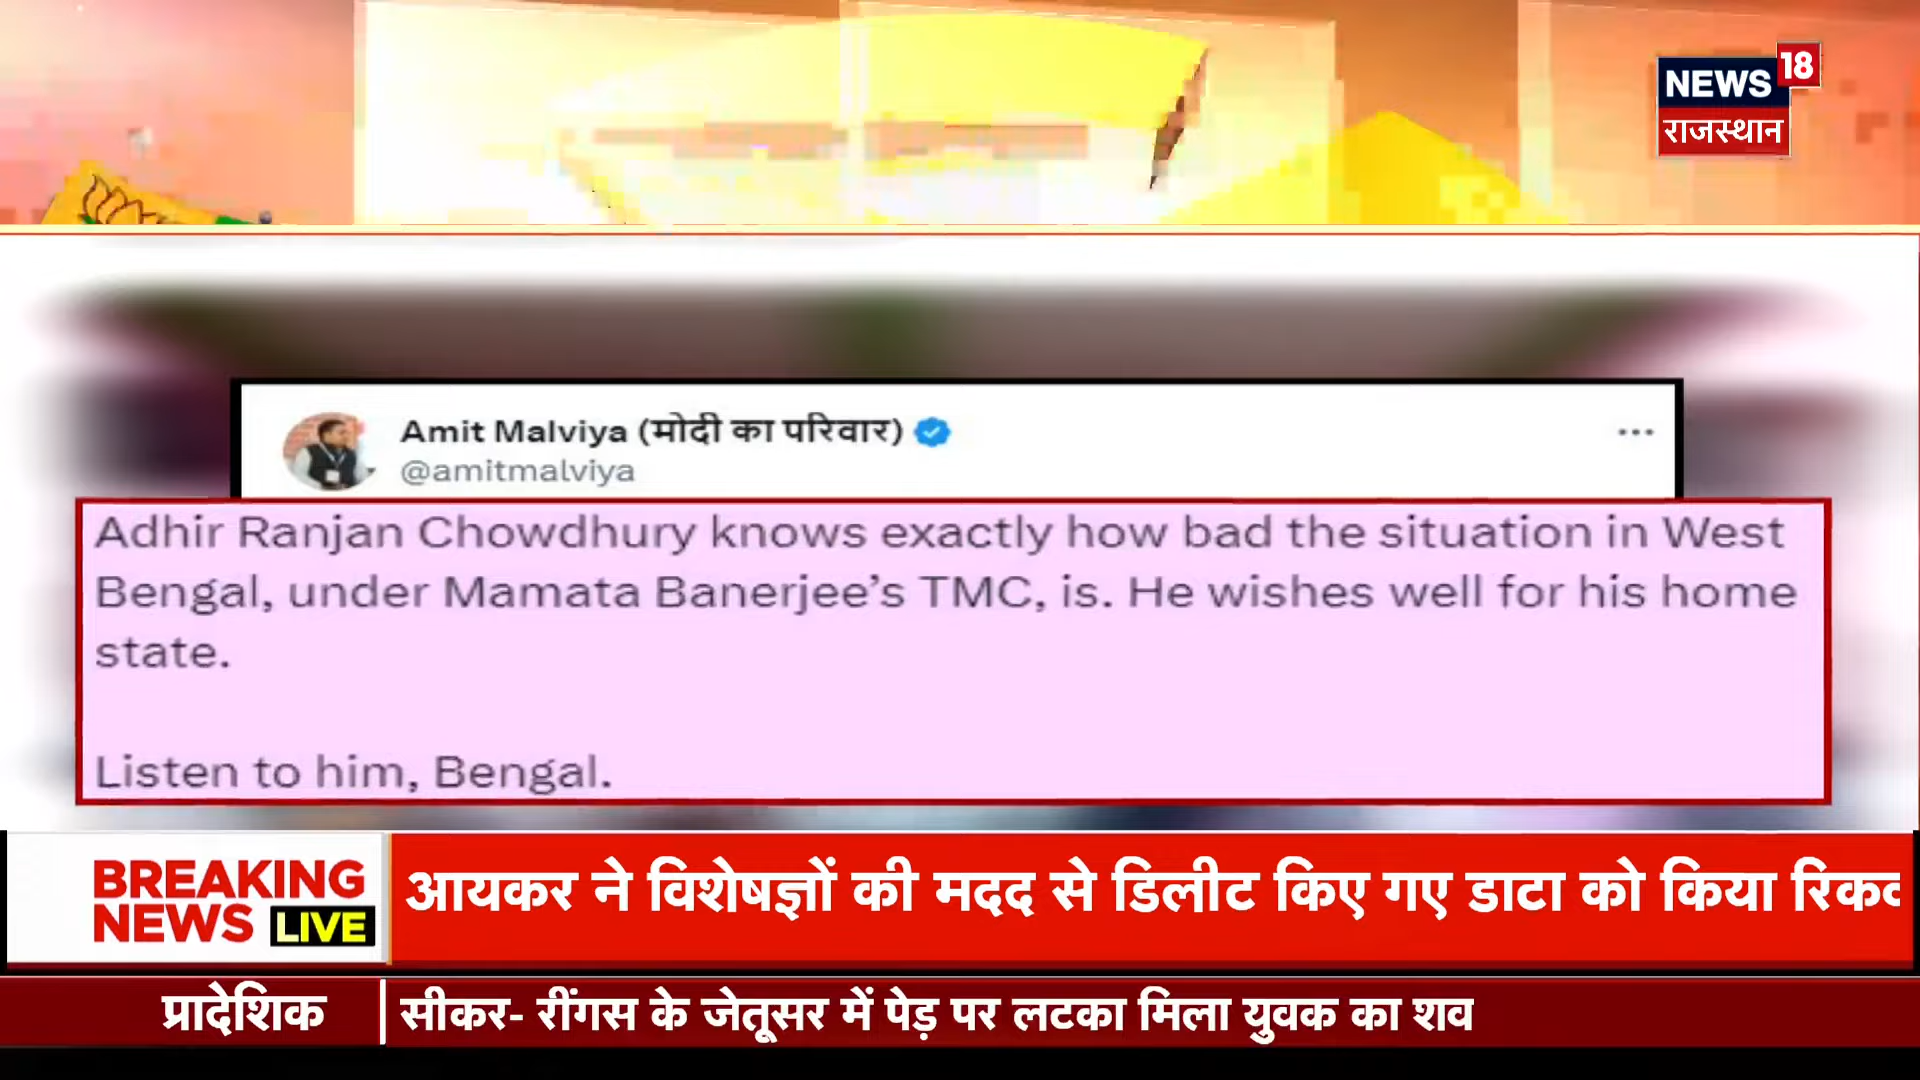 NEWS 18
राजस्थान
Amit Malviya (मोदी का परिवार)
@amitmalviya
Adhir Ranjan Chowdhury knows exactly how bad the situation in West
Bengal, under Mamata Banerjee’s TMC, is. He wishes well for his home
state.
Listen to him, Bengal.
BREAKING
NEWS LIVE
आयकर ने विशेषज्ञों की मदद से डिलीट किए गए डाटा को किया
प्रादेशिक
सीकर- रींगस के जेतूसर में पेड़ पर लटका मिला युवक का शव